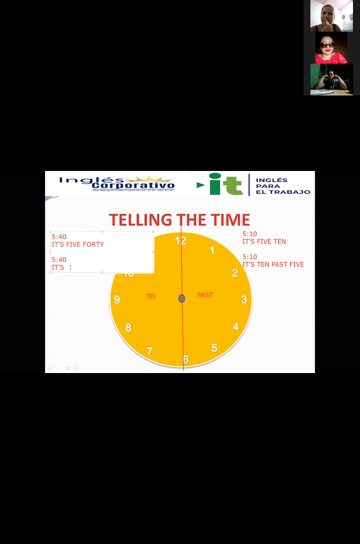 Inglés
Corporativo
it
INGLÉS
PARA
EL TRABAJO
TELLING THE TIME
5:40
IT'S FIVE FORTY
5:40
IT'S
5:10
IT'S FIVE TEN
5:10
IT'S TEN PAST FIVE
12
1
2
3
4
5
6
7
8
9
10
TO
PAST